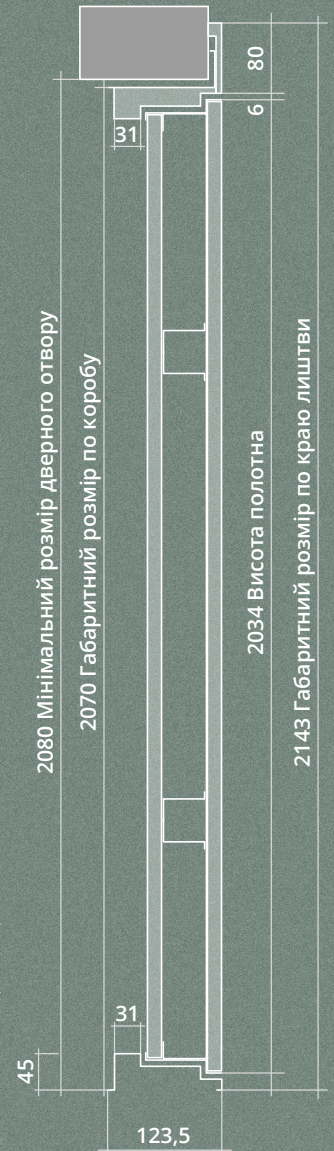 80
6
31
2080 Мінімальний розмір дверного отвору
2070 Габаритний розмір по коробу
2034 Висота полотна
2143 Габаритний розмір по краю лиштви
31
45
123,5